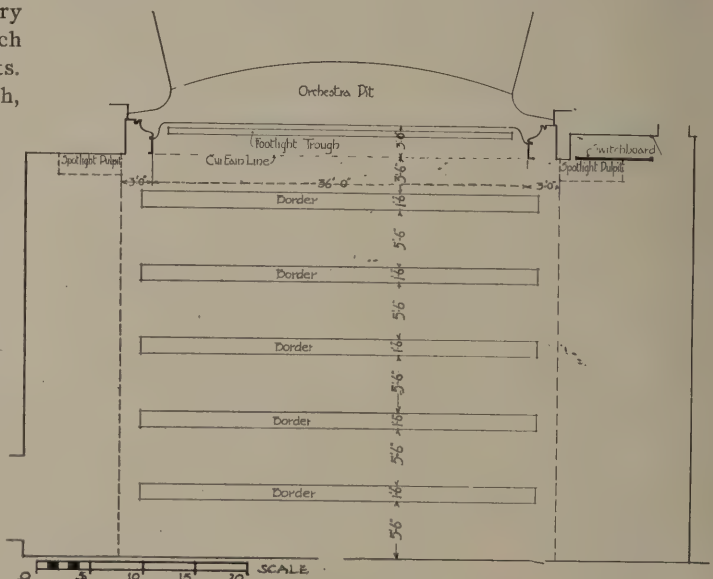 ry
ch
ts.
h,
Orchestra Pit
Footlight Trough
Curtain Line
Switchboard
Spotlight Pulpit
Spotlight Pulpit
3'-0"
3'-6"
3'-0"
36'-0"
3'-0"
Border
1'-6"
5'-6"
Border
1'-6"
5'-6"
Border
1'-6"
5'-6"
Border
1'-6"
5'-6"
Border
1'-6"
5'-6"
0 5 10 15 20 SCALE